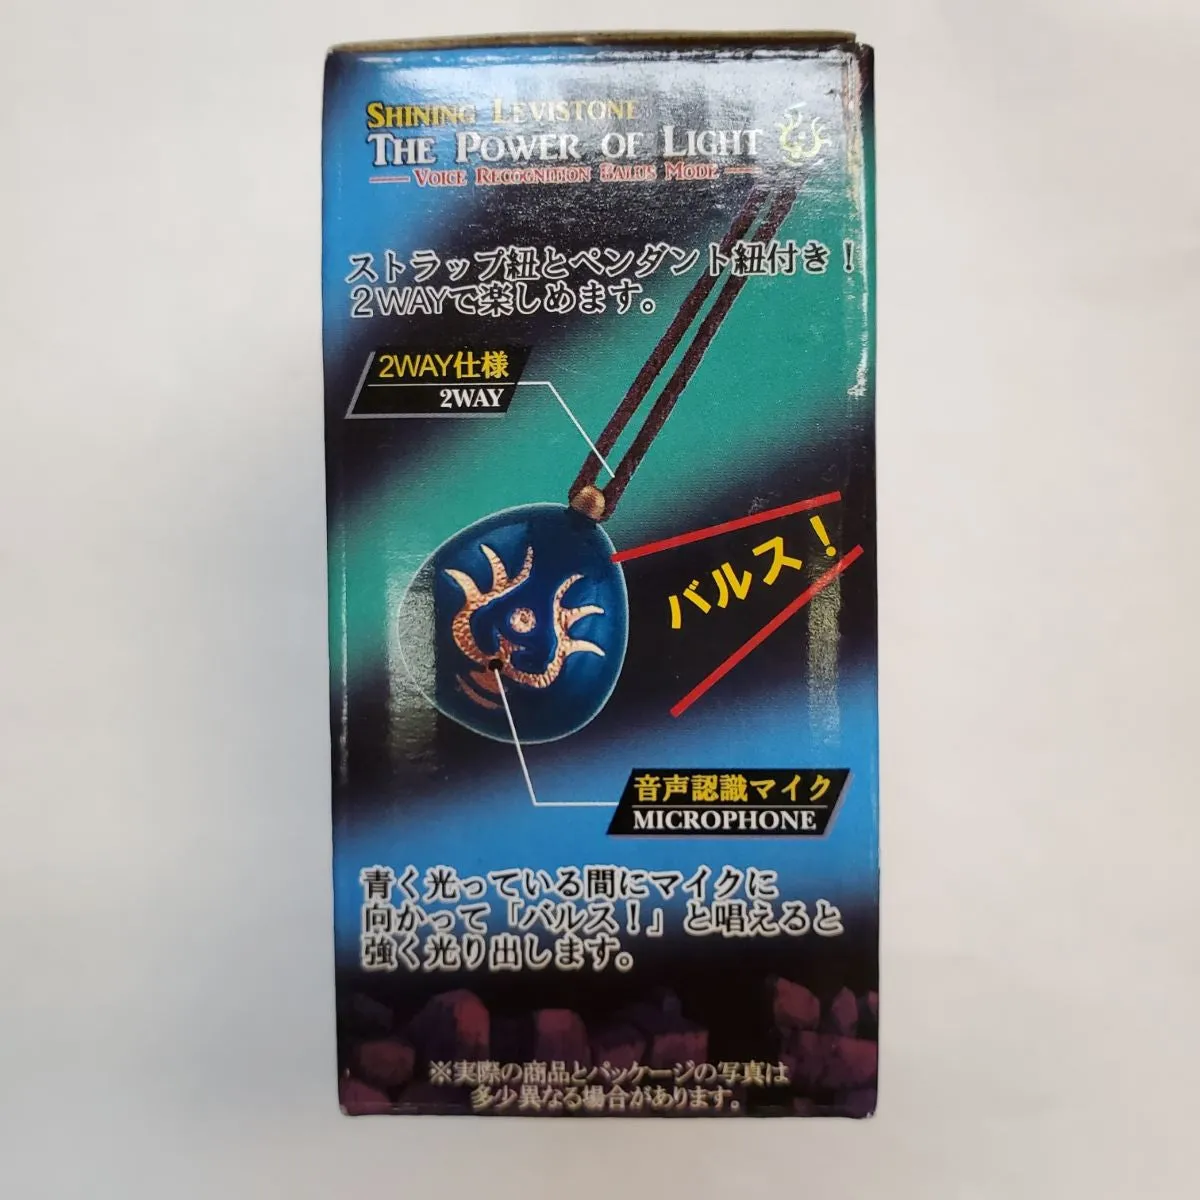 SHINING LEVISTONE
THE POWER OF LIGHT
VOICE RECOGNITION BALUS MODE
ストラップ紐とペンダント紐付き!
2WAYで楽しめます。
2WAY仕様
2WAY
バルス!
音声認識マイク
MICROPHONE
青く光っている間にマイクに
向かって「バルス!」と唱えると
強く光り出します。
※実際の商品とパッケージの写真は
多少異なる場合があります。